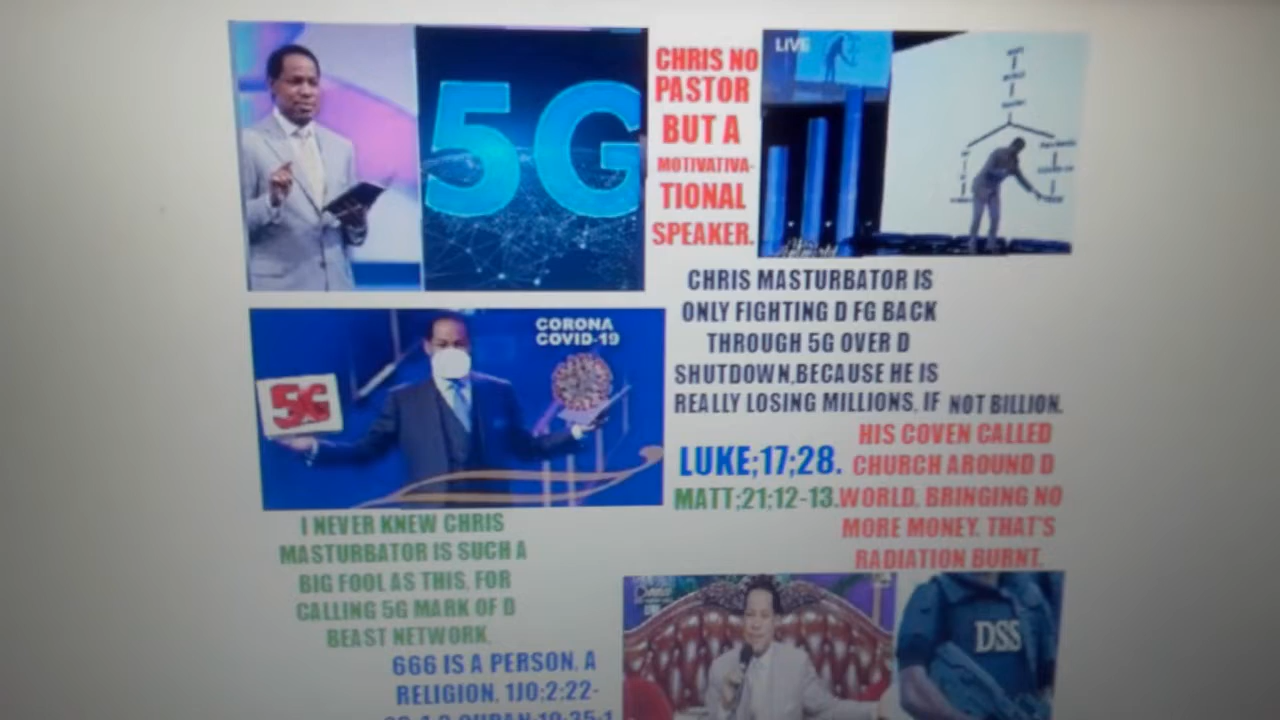 5G
CHRIS NO
PASTOR
BUT A
MOTIVATIVA-
TIONAL
SPEAKER.
LIVE
CORONA
COVID-19
5G
CHRIS MASTURBATOR IS
ONLY FIGHTING D FG BACK
THROUGH 5G OVER D
SHUTDOWN,BECAUSE HE IS
REALLY LOSING MILLIONS, IF NOT BILLION.
LUKE;17;28.
MATT;21;12-13.
HIS COVEN CALLED
CHURCH AROUND D
WORLD, BRINGING NO
MORE MONEY. THAT'S
RADIATION BURNT.
I NEVER KNEW CHRIS
MASTURBATOR IS SUCH A
BIG FOOL AS THIS, FOR
CALLING 5G MARK OF D
BEAST NETWORK.
666 IS A PERSON, A
RELIGION, 1JO;2;22-
DSS